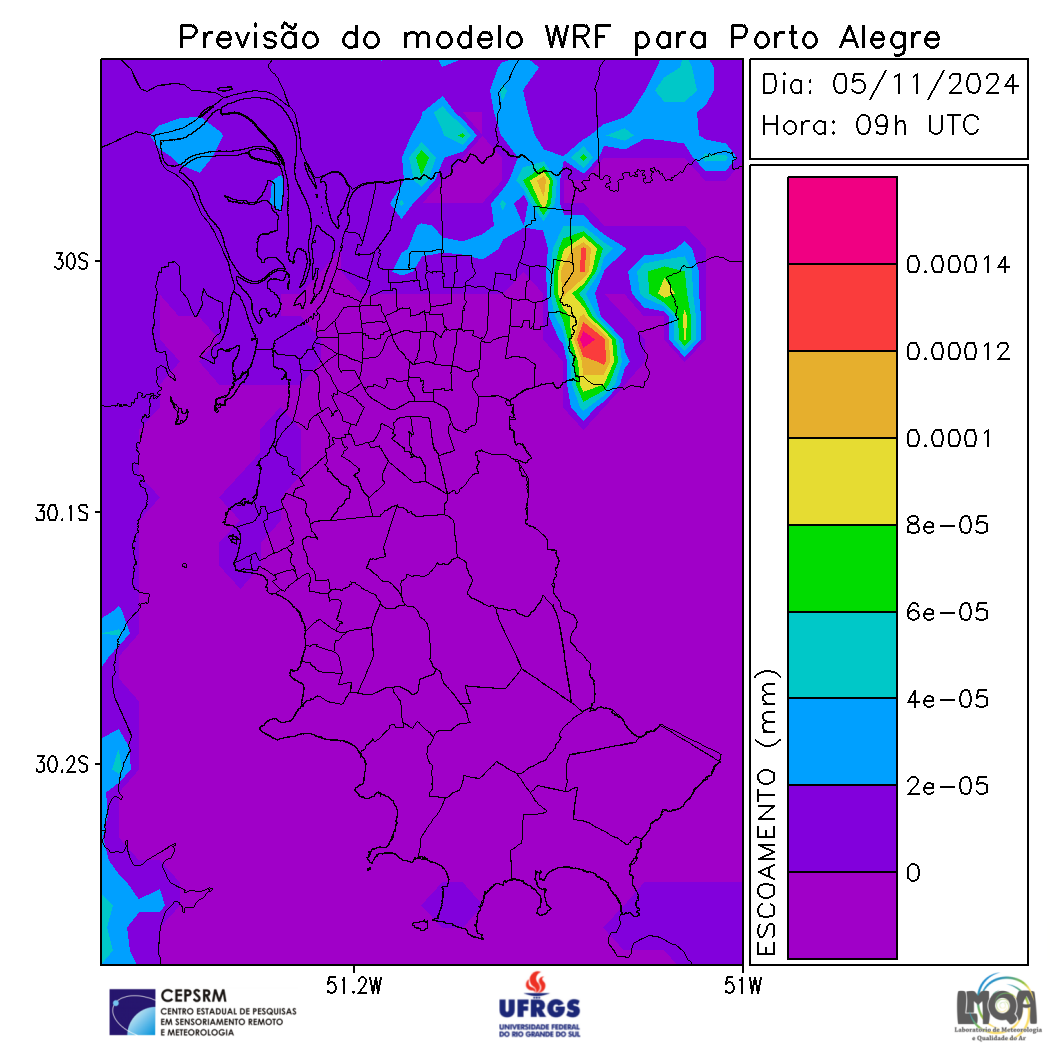 Previsão do modelo WRF para Porto Alegre
Dia: 05/11/2024
Hora: 09h UTC
30S
30.1S
30.2S
51.2W
51W
ESCOAMENTO (mm)
0.00014
0.00012
0.0001
8e-05
6e-05
4e-05
2e-05
0
CEPSRM
CENTRO ESTADUAL DE PESQUISAS
EM SENSORIAMENTO REMOTO
E METEOROLOGIA
UFRGS
UNIVERSIDADE FEDERAL
DO RIO GRANDE DO SUL
LMQA
Laboratório de Meteorologia
e Qualidade do Ar